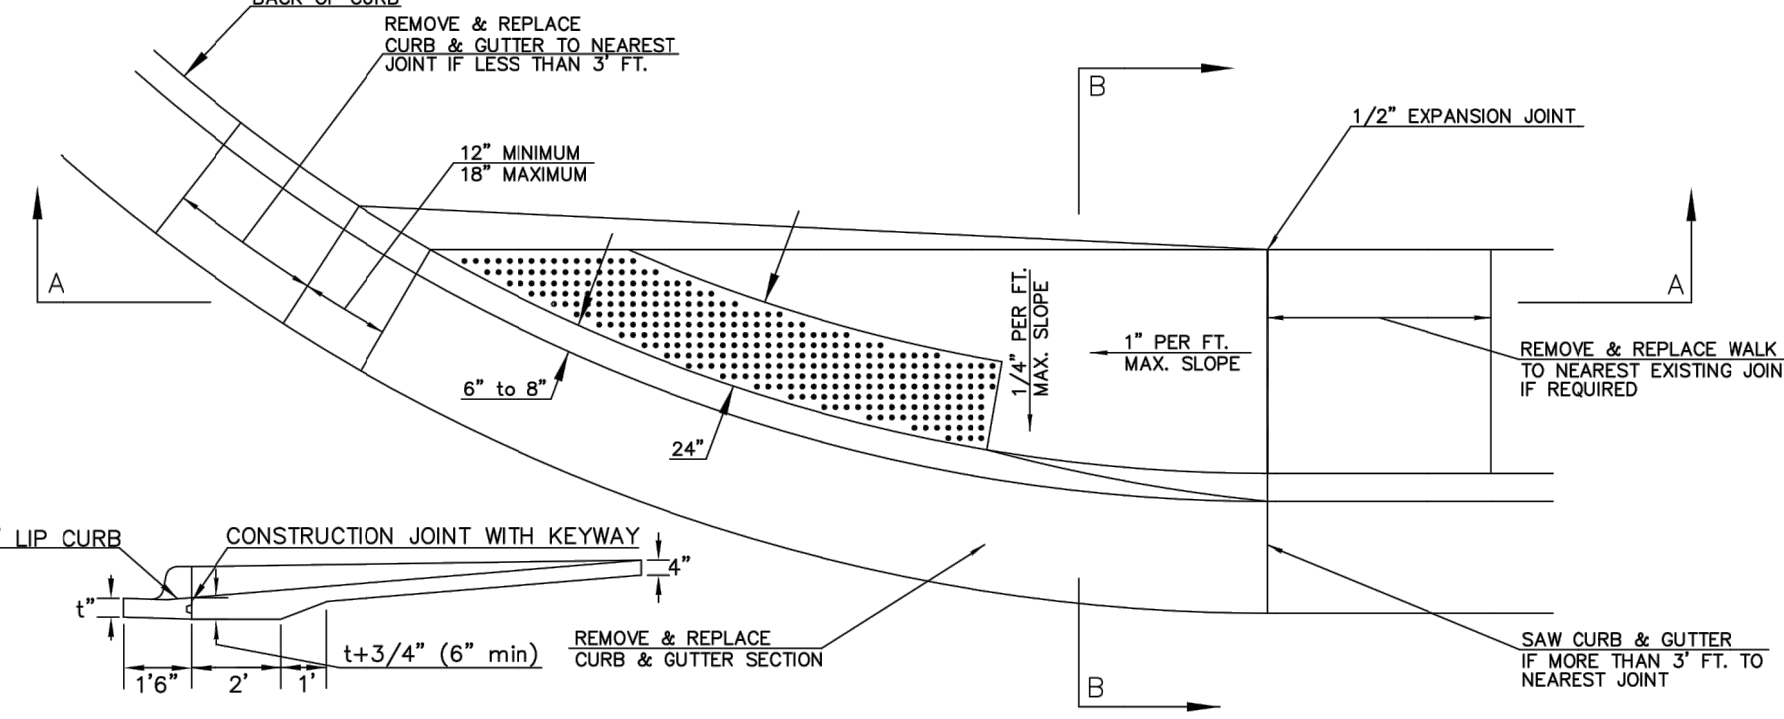 BACK OF CURB
REMOVE & REPLACE
CURB & GUTTER TO NEAREST
JOINT IF LESS THAN 3' FT.
B
1/2" EXPANSION JOINT
12" MINIMUM
18" MAXIMUM
A
A
1/4" PER FT.
MAX. SLOPE
1" PER FT.
MAX. SLOPE
REMOVE & REPLACE WALK
TO NEAREST EXISTING JOIN
IF REQUIRED
6" to 8"
24"
LIP CURB
CONSTRUCTION JOINT WITH KEYWAY
4"
t"
t+3/4" (6" min)
1'6"
2'
1'
REMOVE & REPLACE
CURB & GUTTER SECTION
SAW CURB & GUTTER
IF MORE THAN 3' FT. TO
NEAREST JOINT
B